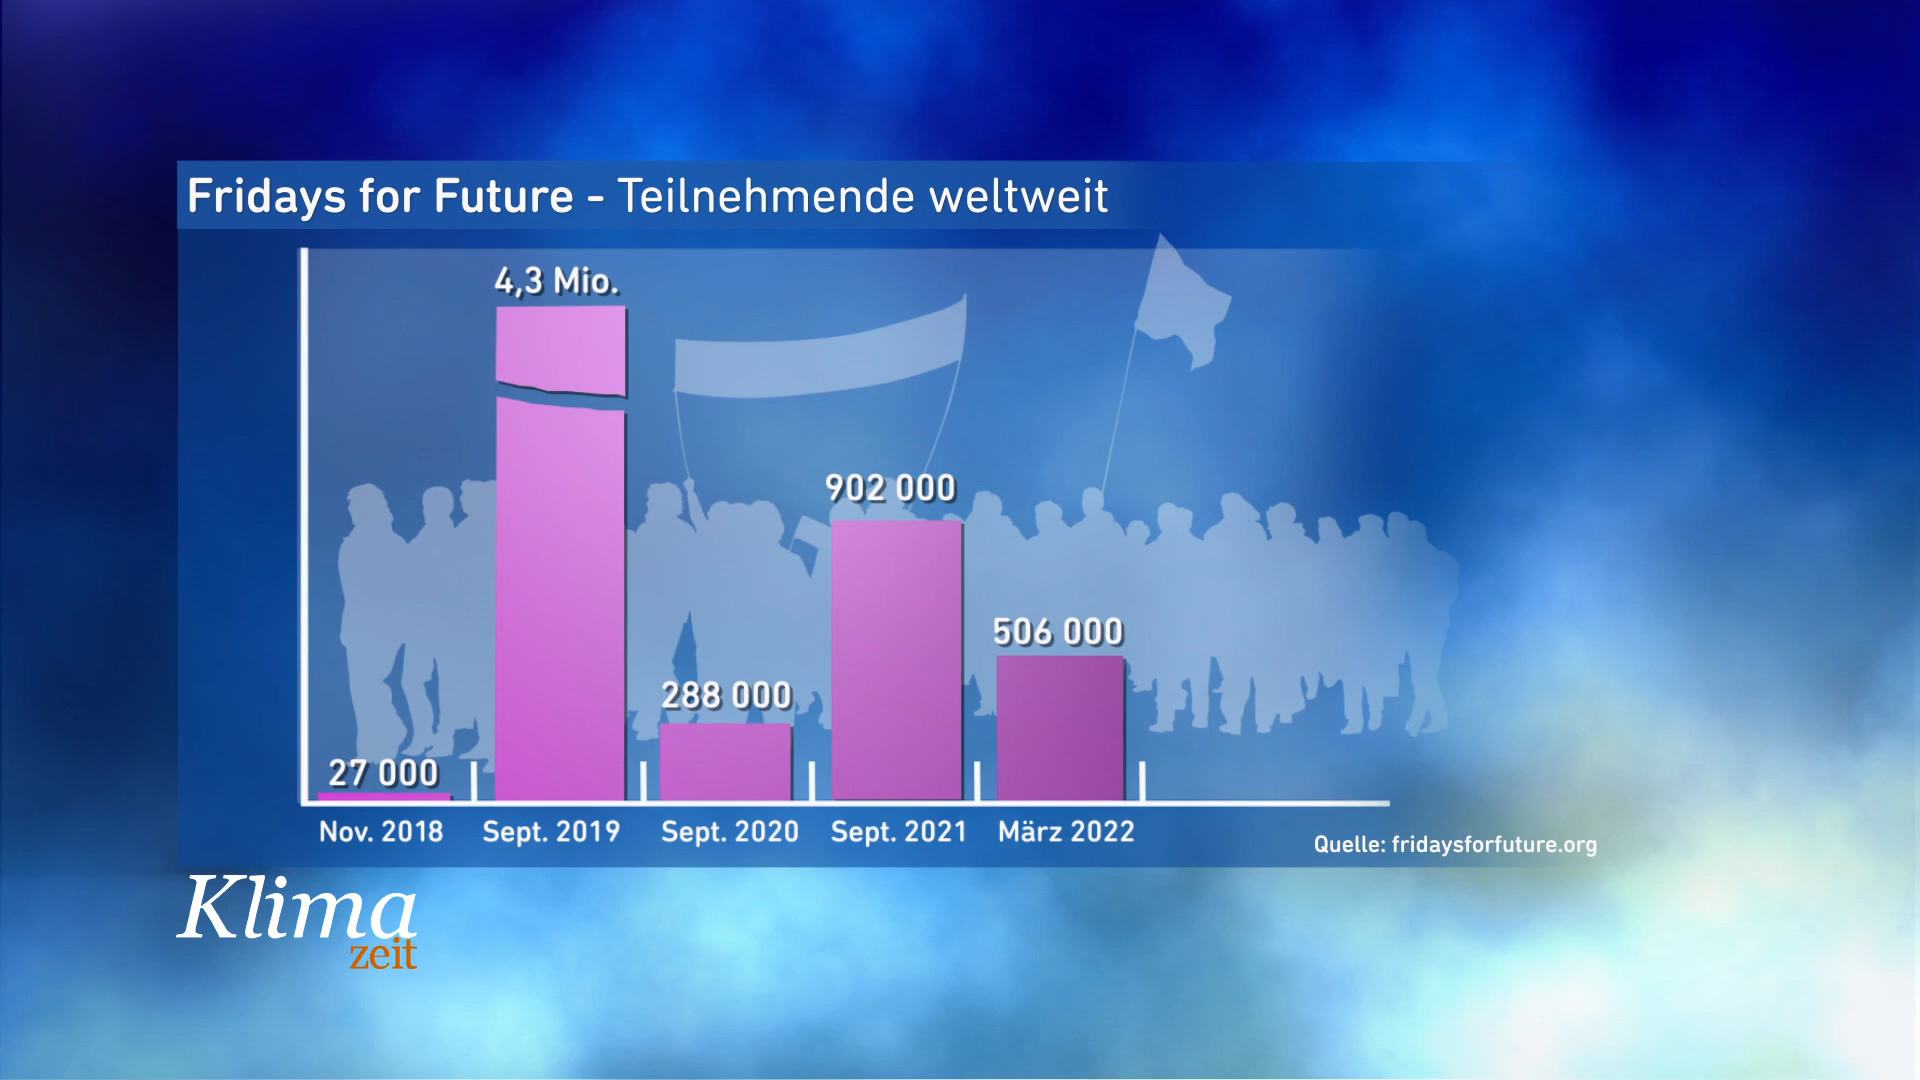 Fridays for Future - Teilnehmende weltweit
4,3 Mio.
902 000
506 000
288 000
27 000
Nov. 2018 Sept. 2019 Sept. 2020 Sept. 2021 März 2022
Quelle: fridaysforfuture.org
Klima
zeit